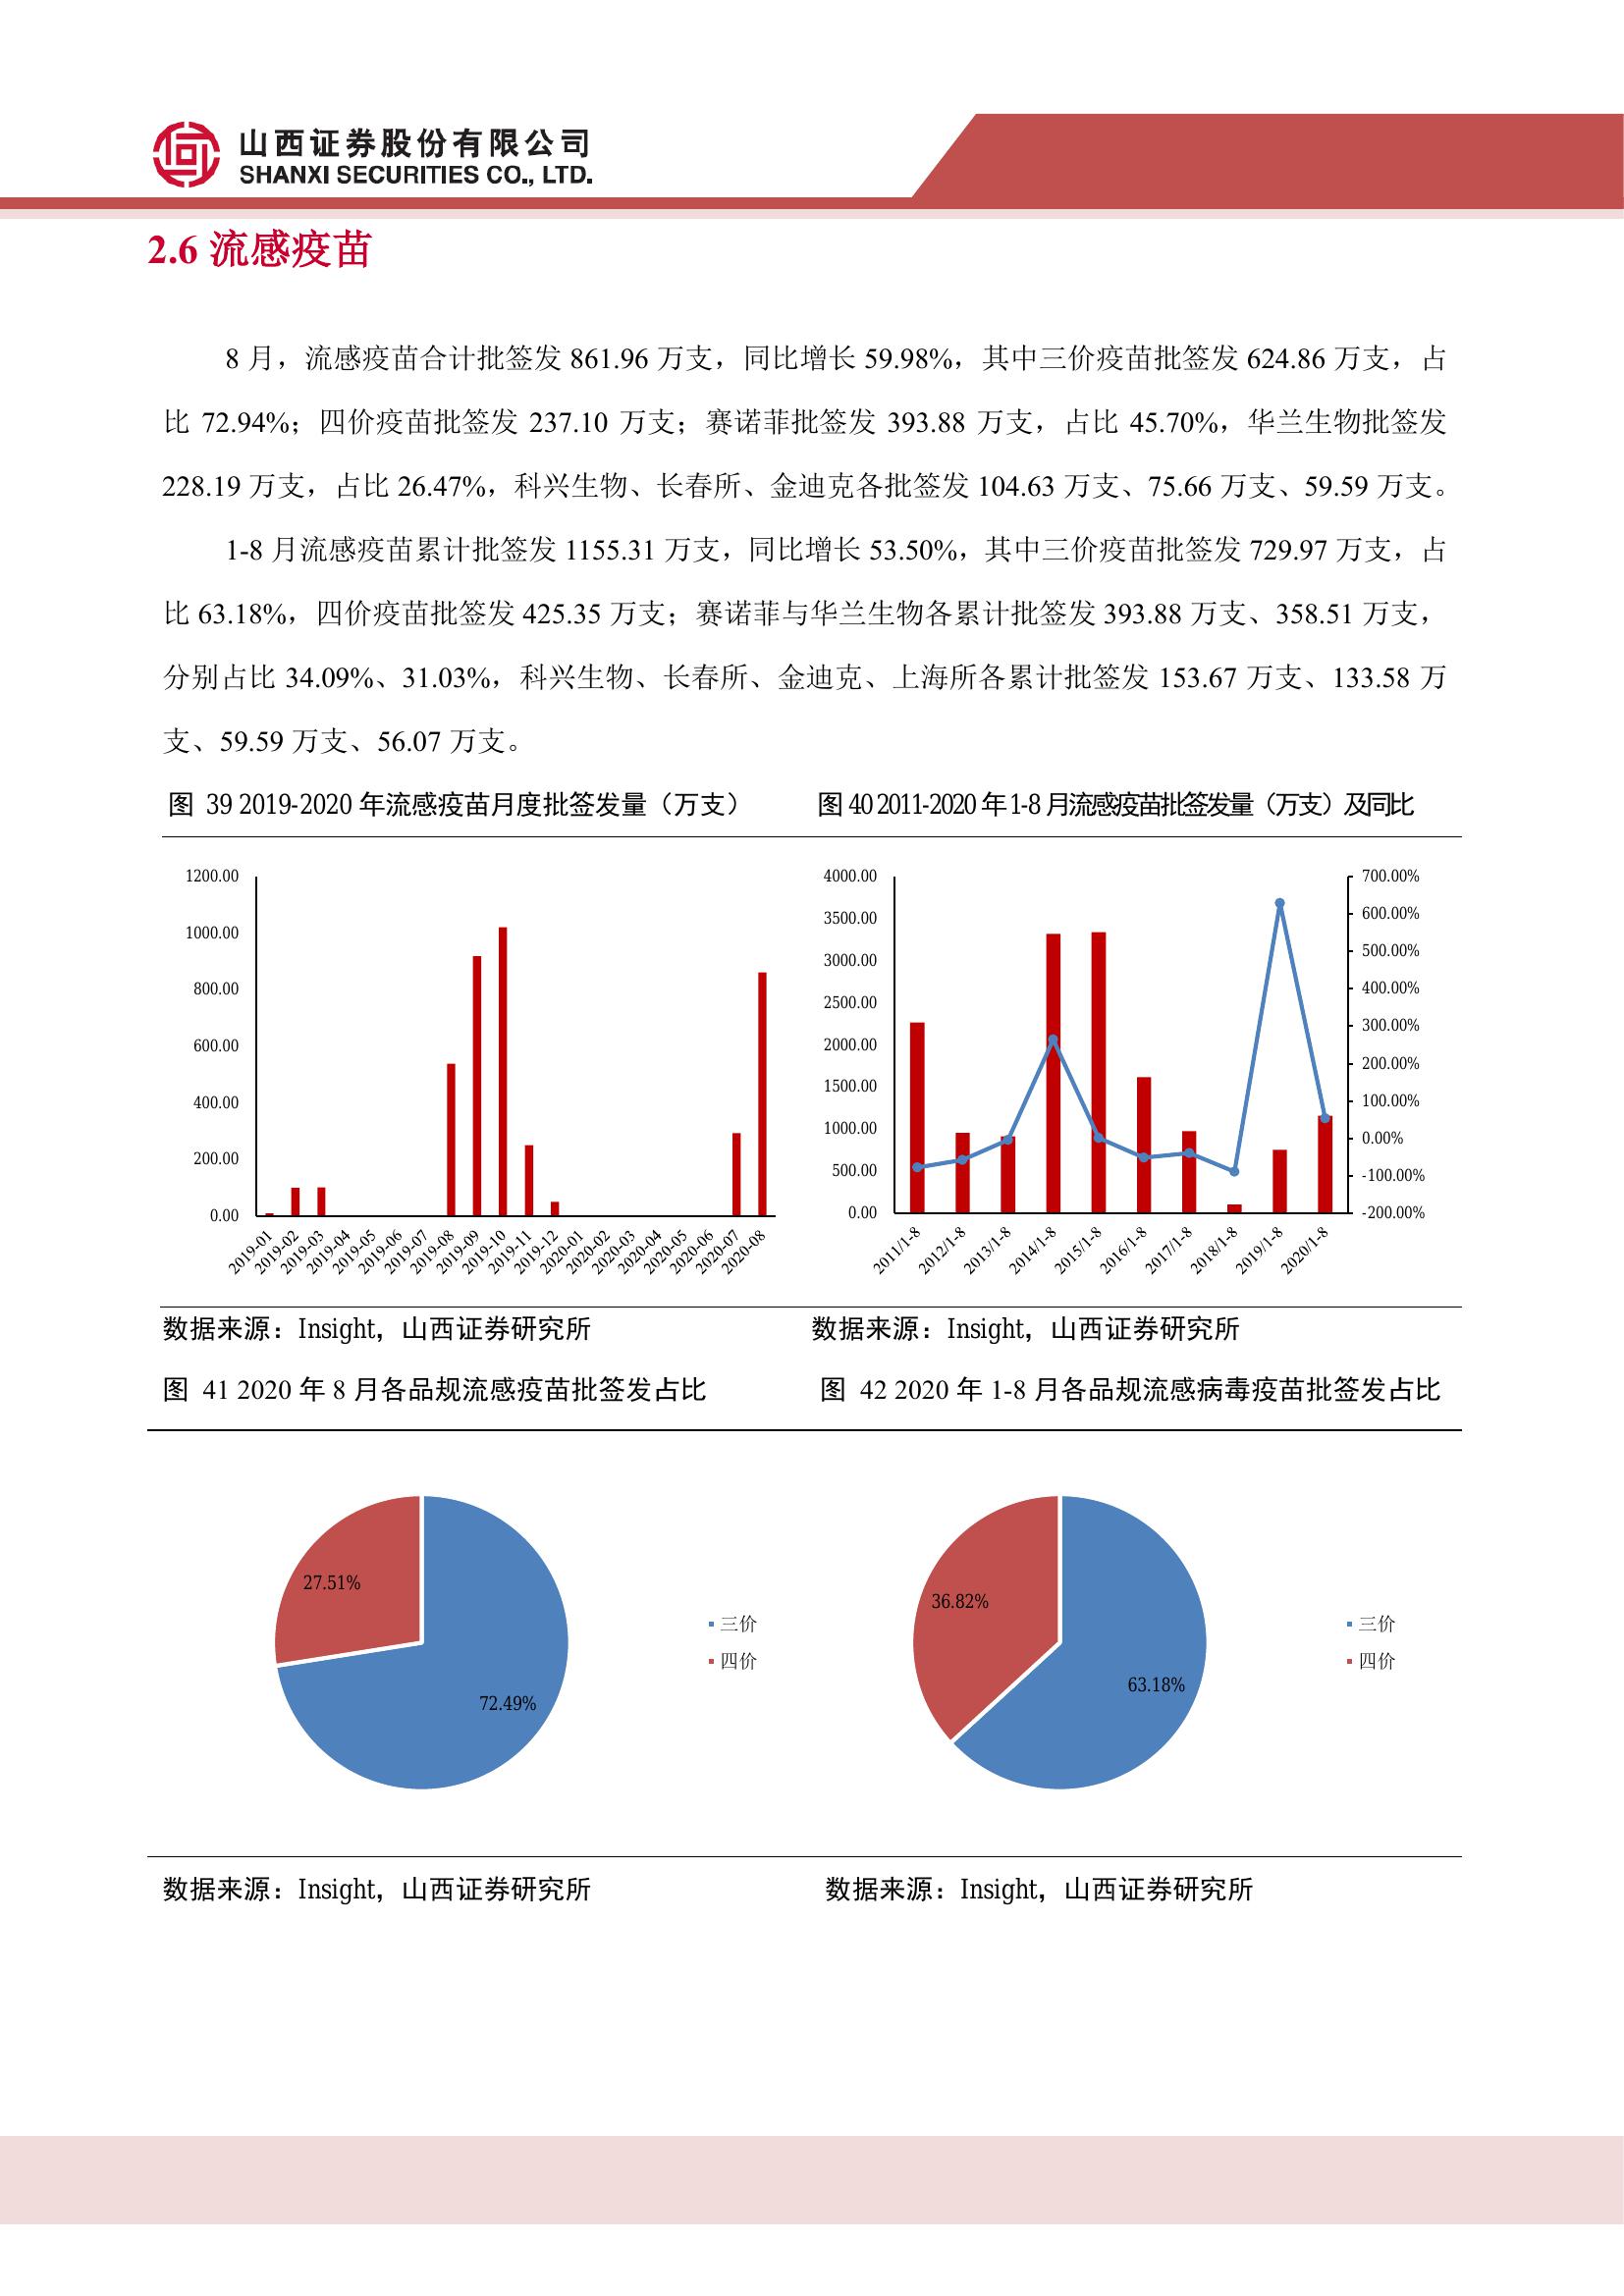 山西证券股份有限公司
SHANXI SECURITIES CO., LTD.
2.6 流感疫苗
8 月，流感疫苗合计批签发 861.96 万支，同比增长 59.98%，其中三价疫苗批签发 624.86 万支，占
比 72.94%；四价疫苗批签发 237.10 万支；赛诺菲批签发 393.88 万支，占比 45.70%，华兰生物批签发
228.19 万支，占比 26.47%，科兴生物、长春所、金迪克各批签发 104.63 万支、75.66 万支、59.59 万支。
1-8 月流感疫苗累计批签发 1155.31 万支，同比增长 53.50%，其中三价疫苗批签发 729.97 万支，占
比 63.18%，四价疫苗批签发 425.35 万支；赛诺菲与华兰生物各累计批签发 393.88 万支、358.51 万支，
分别占比 34.09%、31.03%，科兴生物、长春所、金迪克、上海所各累计批签发 153.67 万支、133.58 万
支、59.59 万支、56.07 万支。
图 39 2019-2020 年流感疫苗月度批签发量（万支）
1200.00
1000.00
800.00
600.00
400.00
200.00
0.00
2019-01
2019-02
2019-03
2019-04
2019-05
2019-06
2019-07
2019-08
2019-09
2019-10
2019-11
2019-12
2020-01
2020-02
2020-03
2020-04
2020-05
2020-06
2020-07
2020-08
图 40 2011-2020 年 1-8 月流感疫苗批签发量（万支）及同比
4000.00
3500.00
3000.00
2500.00
2000.00
1500.00
1000.00
500.00
0.00
700.00%
600.00%
500.00%
400.00%
300.00%
200.00%
100.00%
0.00%
-100.00%
-200.00%
2011/1-8
2012/1-8
2013/1-8
2014/1-8
2015/1-8
2016/1-8
2017/1-8
2018/1-8
2019/1-8
2020/1-8
数据来源：Insight，山西证券研究所
数据来源：Insight，山西证券研究所
图 41 2020 年 8 月各品规流感疫苗批签发占比
27.51%
72.49%
三价
四价
图 42 2020 年 1-8 月各品规流感病毒疫苗批签发占比
36.82%
63.18%
三价
四价
数据来源：Insight，山西证券研究所
数据来源：Insight，山西证券研究所